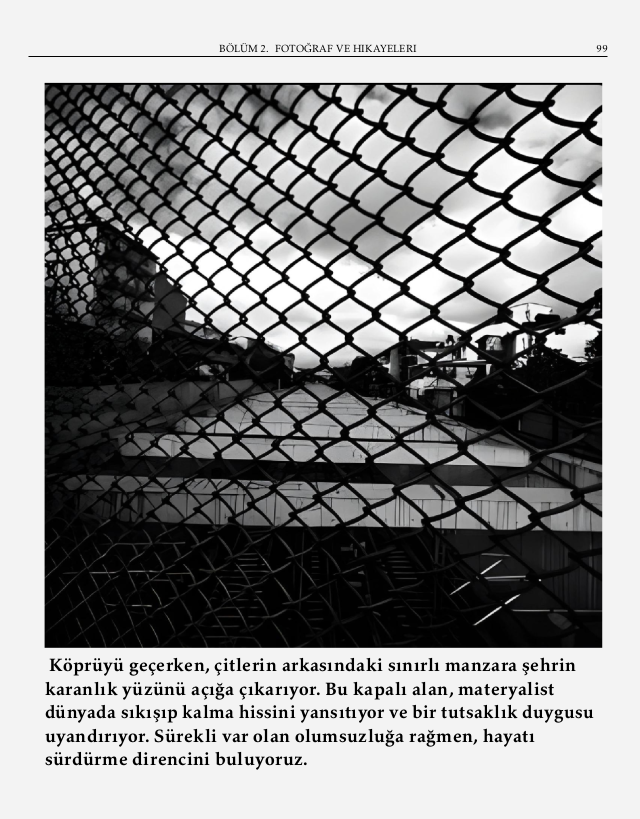 BÖLÜM 2. FOTOĞRAF VE HIKAYELERI 99
Köprüyü geçerken, çitlerin arkasındaki sınırlı manzara şehrin
karanlık yüzünü açığa çıkarıyor. Bu kapalı alan, materyalist
dünyada sıkışıp kalma hissini yansıtıyor ve bir tutsaklık duygusu
uyandırıyor. Sürekli var olan olumsuzluğa rağmen, hayatı
sürdürme direncini buluyoruz.